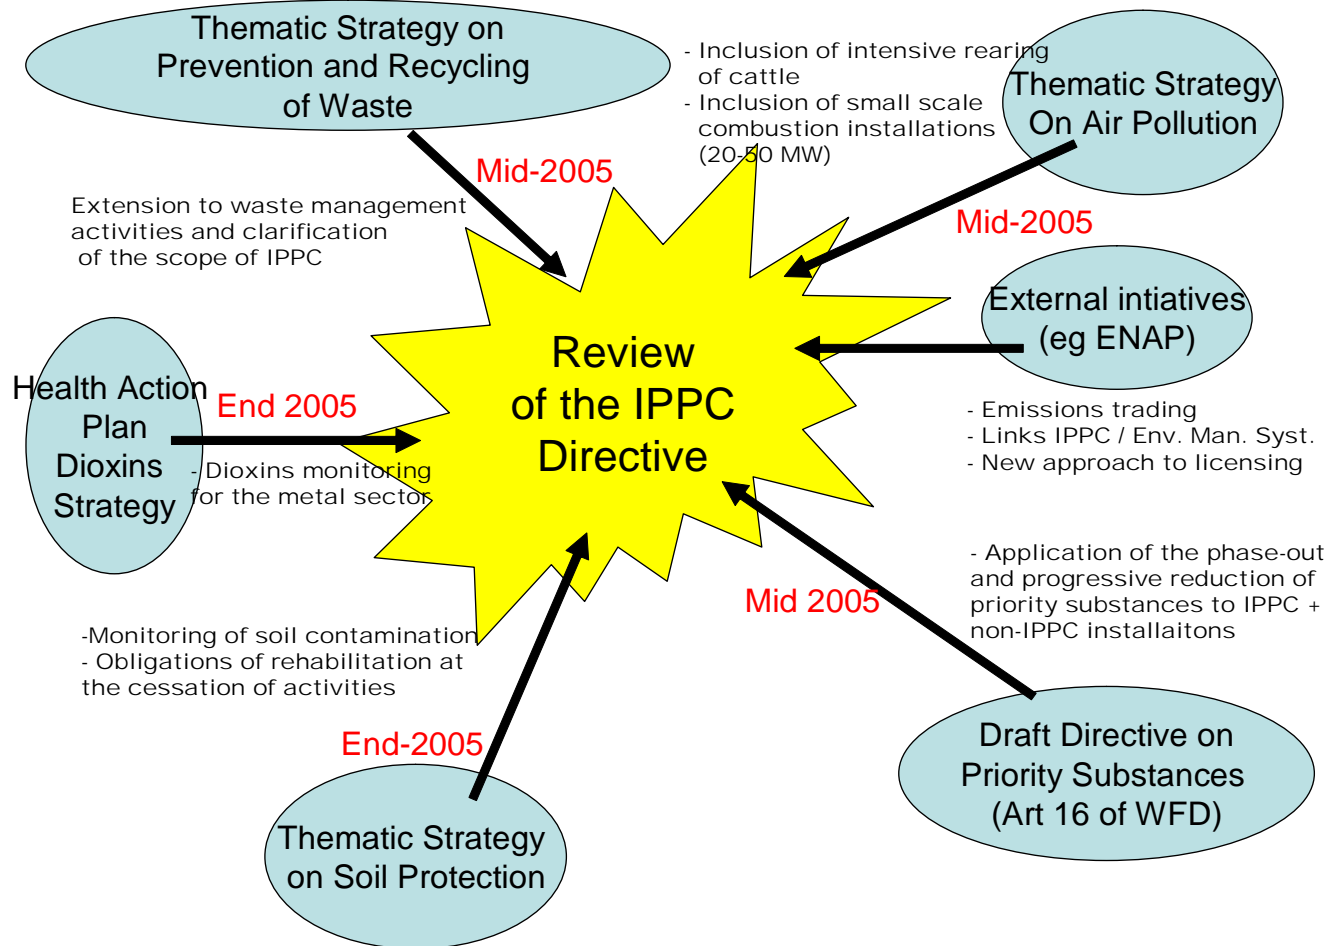 Thematic Strategy on
Prevention and Recycling
of Waste
- Inclusion of intensive rearing
of cattle
- Inclusion of small scale
combustion installations
(20-50 MW)
Thematic Strategy
On Air Pollution
Mid-2005
Mid-2005
Extension to waste management
activities and clarification
of the scope of IPPC
External intiatives
(eg ENAP)
Review
of the IPPC
Directive
Health Action
Plan
Dioxins
Strategy
End 2005
- Dioxins monitoring
for the metal sector
- Emissions trading
- Links IPPC / Env. Man. Syst.
- New approach to licensing
- Application of the phase-out
and progressive reduction of
priority substances to IPPC +
non-IPPC installaitons
Mid 2005
-Monitoring of soil contamination
- Obligations of rehabilitation at
the cessation of activities
End-2005
Draft Directive on
Priority Substances
(Art 16 of WFD)
Thematic Strategy
on Soil Protection